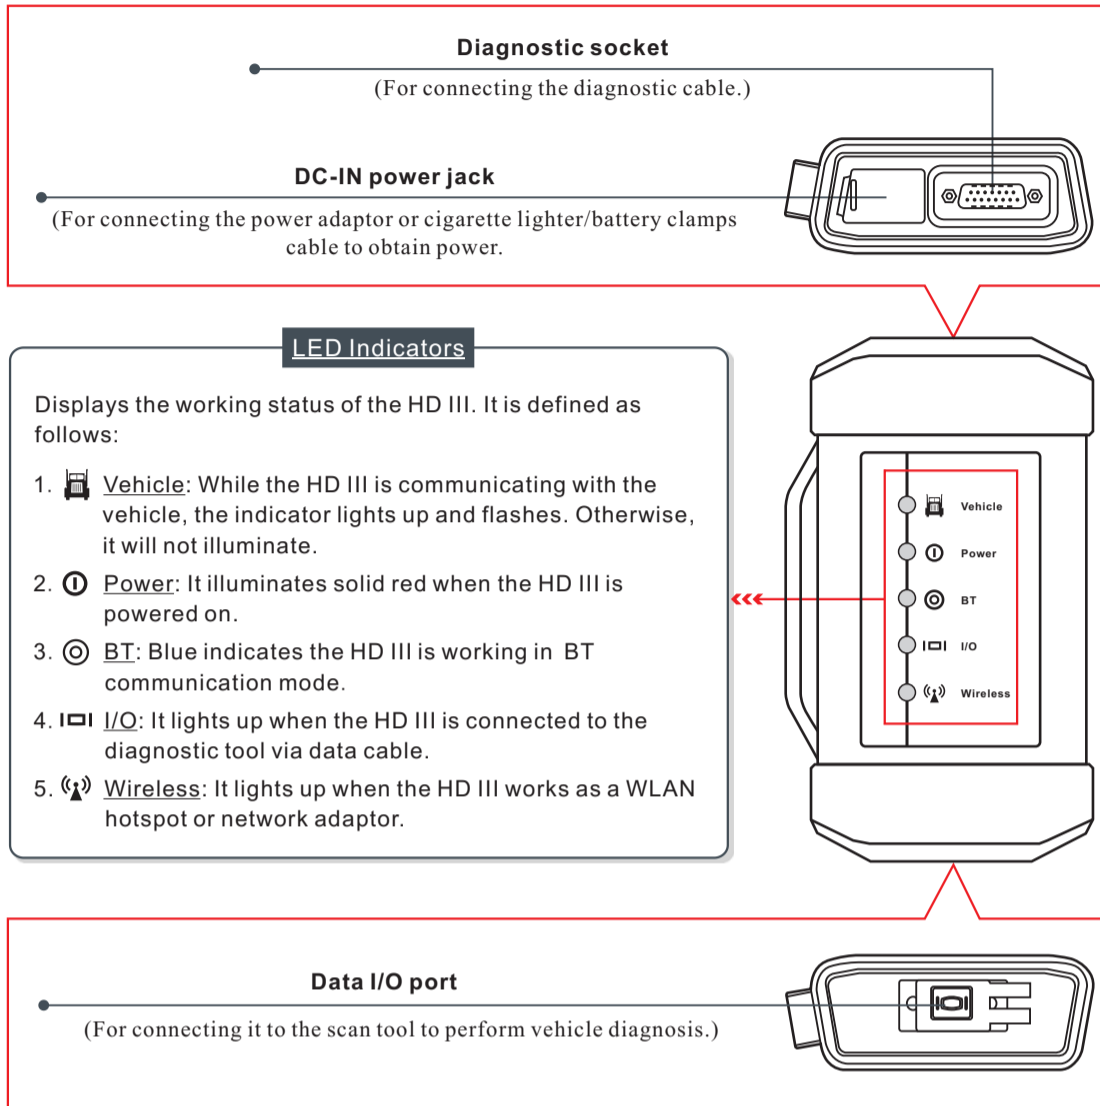 Diagnostic socket
(For connecting the diagnostic cable.)
DC-IN power jack
(For connecting the power adaptor or cigarette lighter/battery clamps
cable to obtain power.
LED Indicators
Displays the working status of the HD III. It is defined as
follows:
1. Vehicle: While the HD III is communicating with the
vehicle, the indicator lights up and flashes. Otherwise,
it will not illuminate.
2. Power: It illuminates solid red when the HD III is
powered on.
3. BT: Blue indicates the HD III is working in BT
communication mode.
4. I/O: It lights up when the HD III is connected to the
diagnostic tool via data cable.
5. Wireless: It lights up when the HD III works as a WLAN
hotspot or network adaptor.
Vehicle
Power
BT
I/O
Wireless
Data I/O port
(For connecting it to the scan tool to perform vehicle diagnosis.)